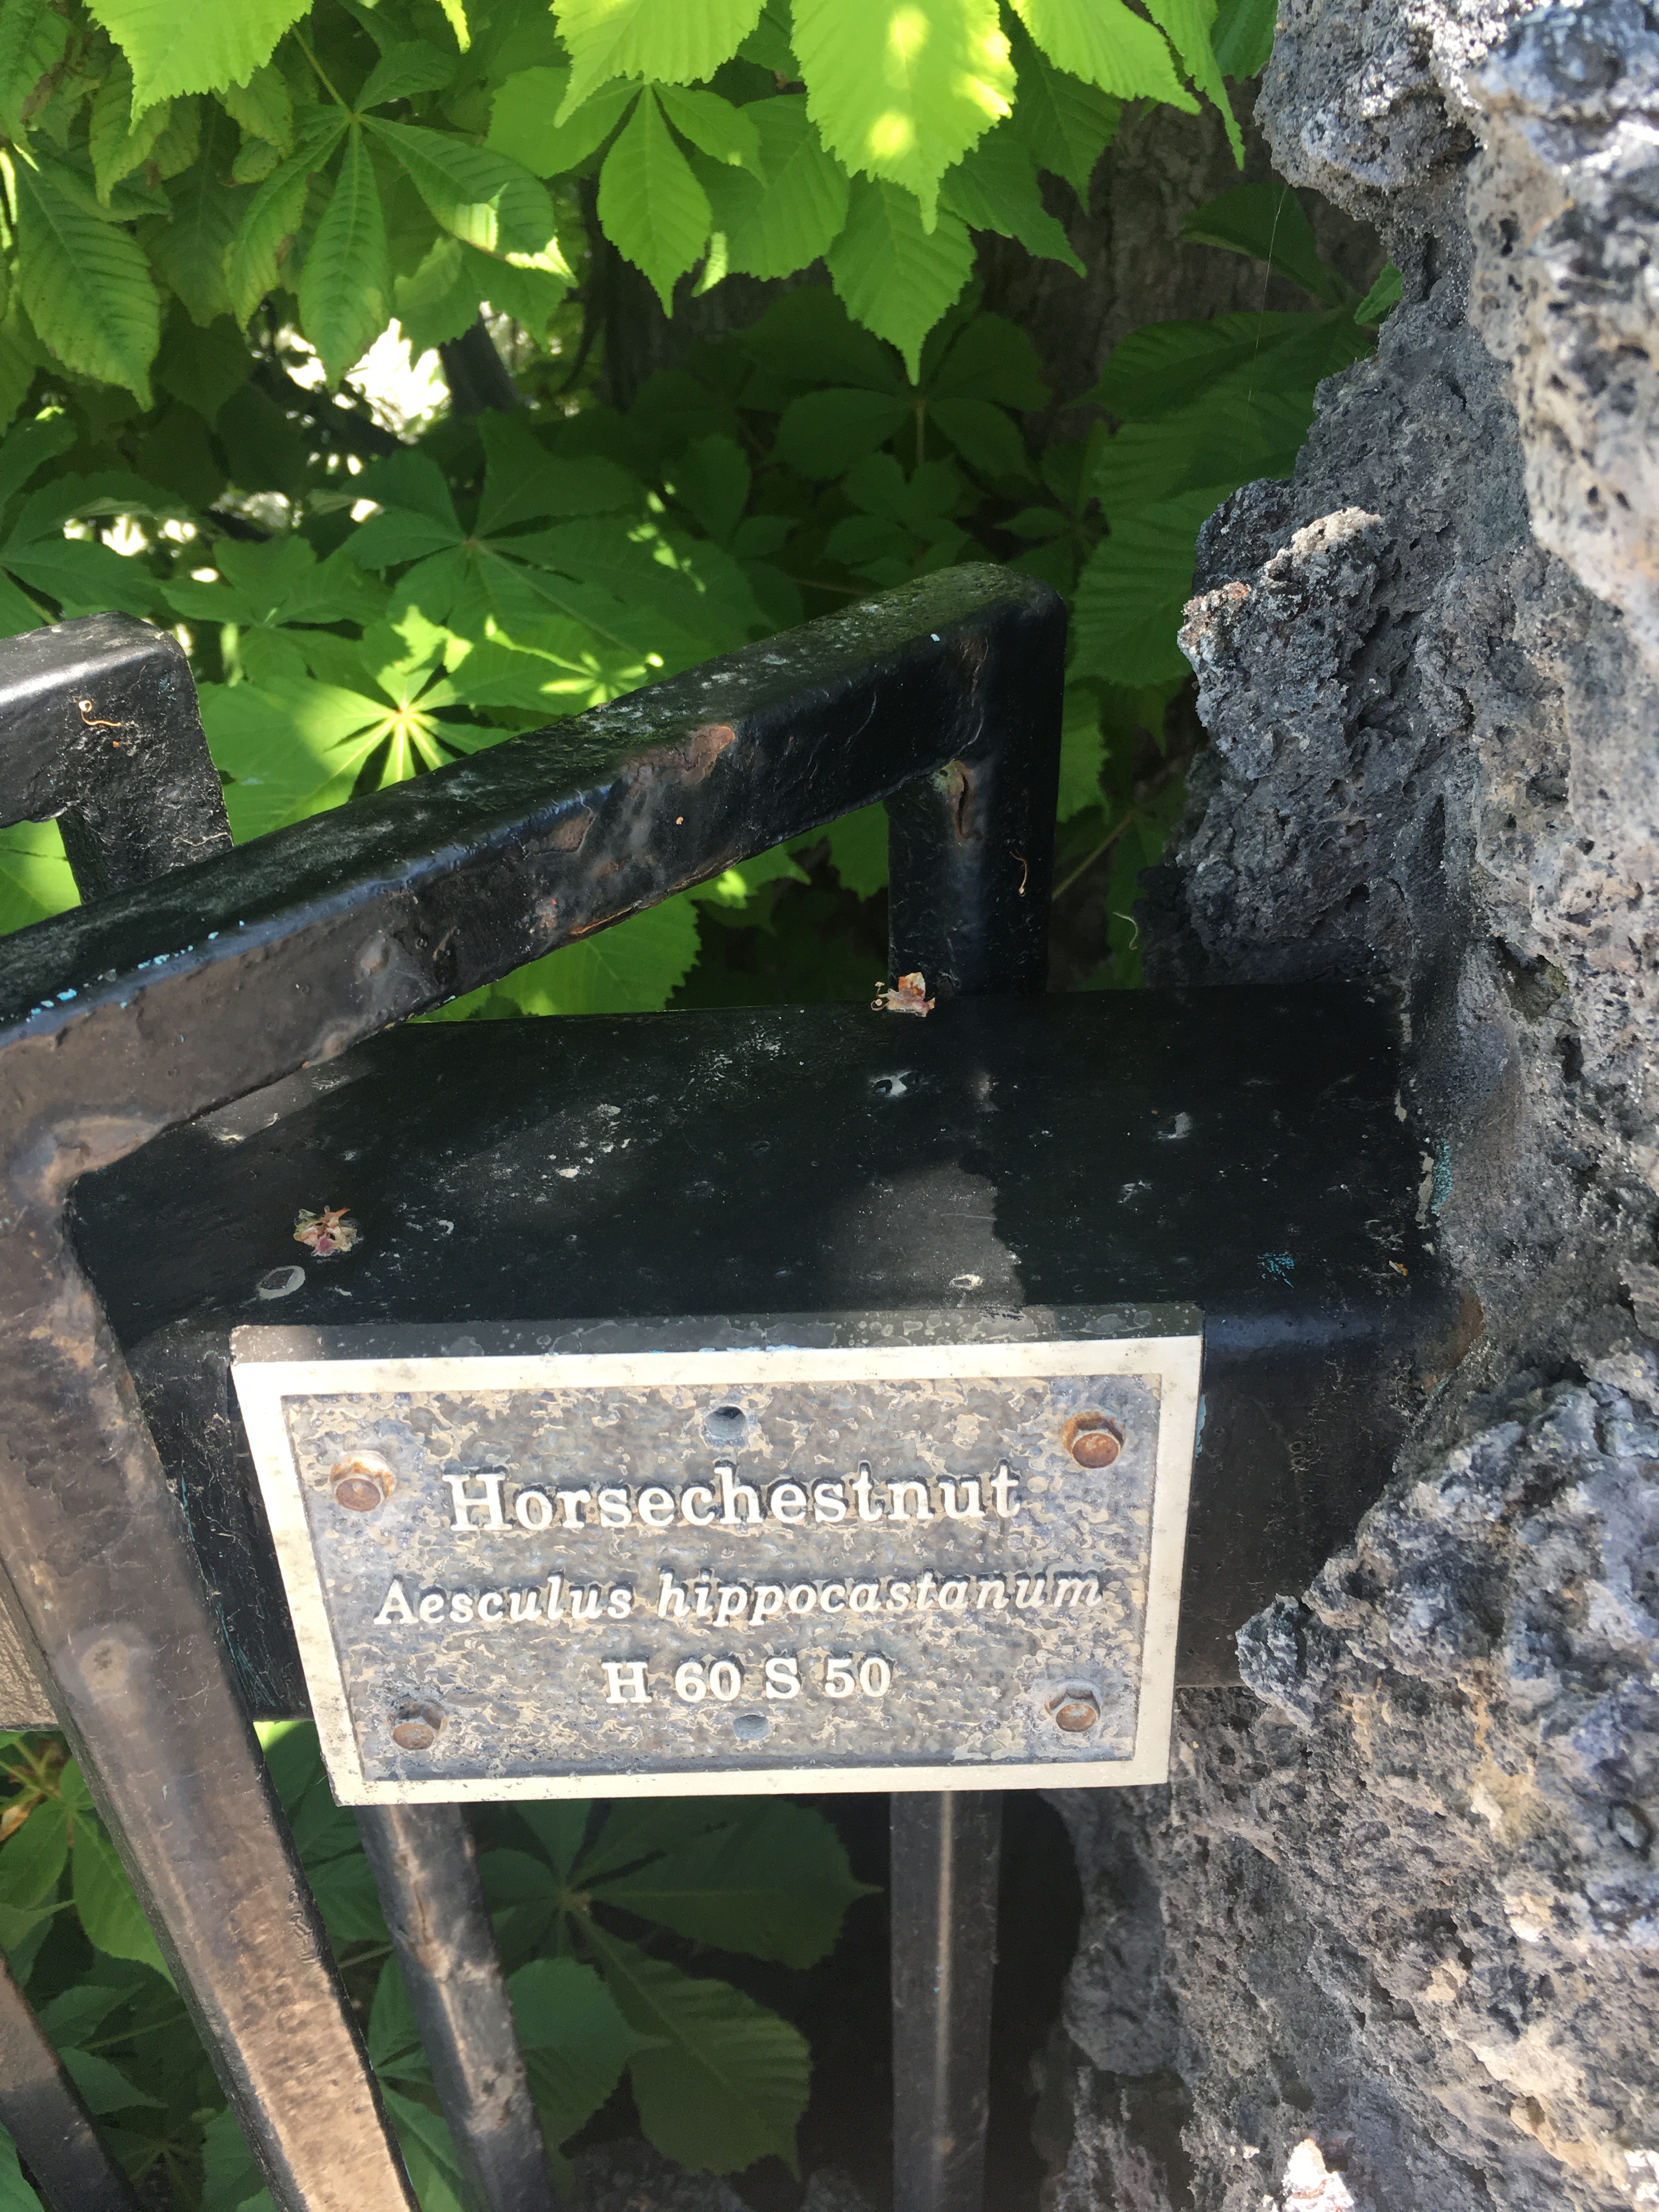 Horsechestnut
Aesculus hippocastanum
H 60 S 50